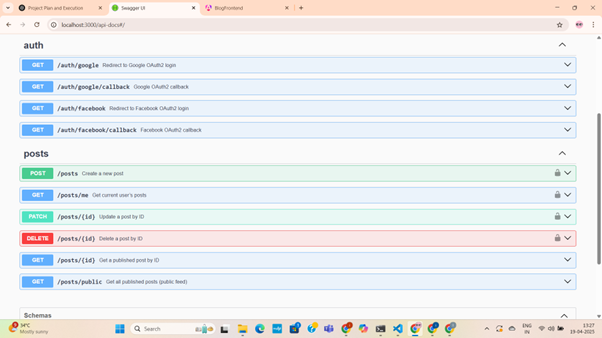 Project Plan and Execution
Swagger UI
BlogFrontend
localhost:3000/api-docs#/
auth
GET /auth/google Redirect to Google OAuth2 login
GET /auth/google/callback Google OAuth2 callback
GET /auth/facebook Redirect to Facebook OAuth2 login
GET /auth/facebook/callback Facebook OAuth2 callback
posts
POST /posts Create a new post
GET /posts/me Get current user's posts
PATCH /posts/{id} Update a post by ID
DELETE /posts/{id} Delete a post by ID
GET /posts/{id} Get a published post by ID
GET /posts/public Get all published posts (public feed)
Schemas
34°C
Mostly sunny
Search
ENG
IN
13:27
19-04-2025